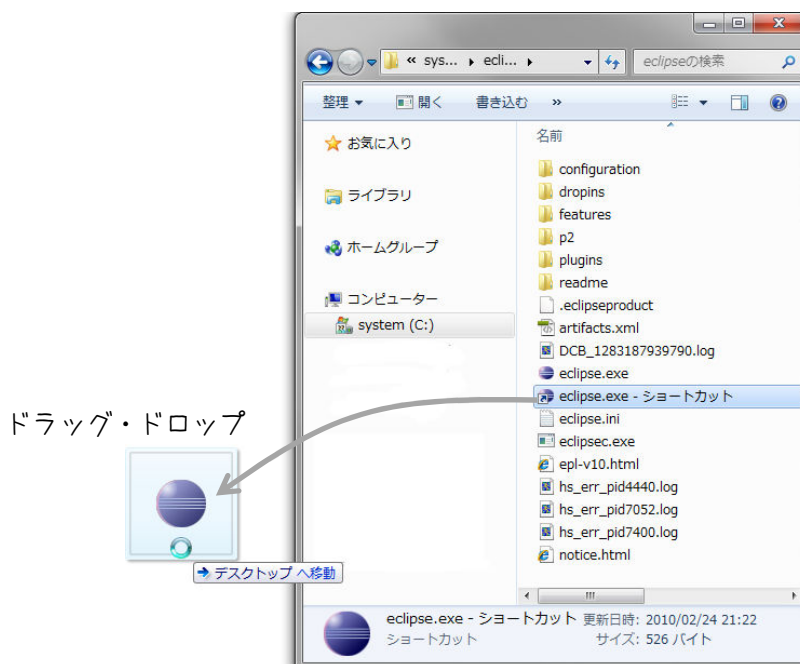 « sys... ▸ ecli... ▸
eclipseの検索
整理 ▼ 開く 書き込む »
お気に入り
ライブラリ
ホームグループ
コンピューター
system (C:)
名前
configuration
dropins
features
p2
plugins
readme
.eclipseproduct
artifacts.xml
DCB_1283187939790.log
eclipse.exe
eclipse.exe - ショートカット
eclipse.ini
eclipsec.exe
epl-v10.html
hs_err_pid4440.log
hs_err_pid7052.log
hs_err_pid7400.log
notice.html
ドラッグ・ドロップ
デスクトップ へ移動
eclipse.exe - ショートカット 更新日時: 2010/02/24 21:22
ショートカット サイズ: 526 バイト